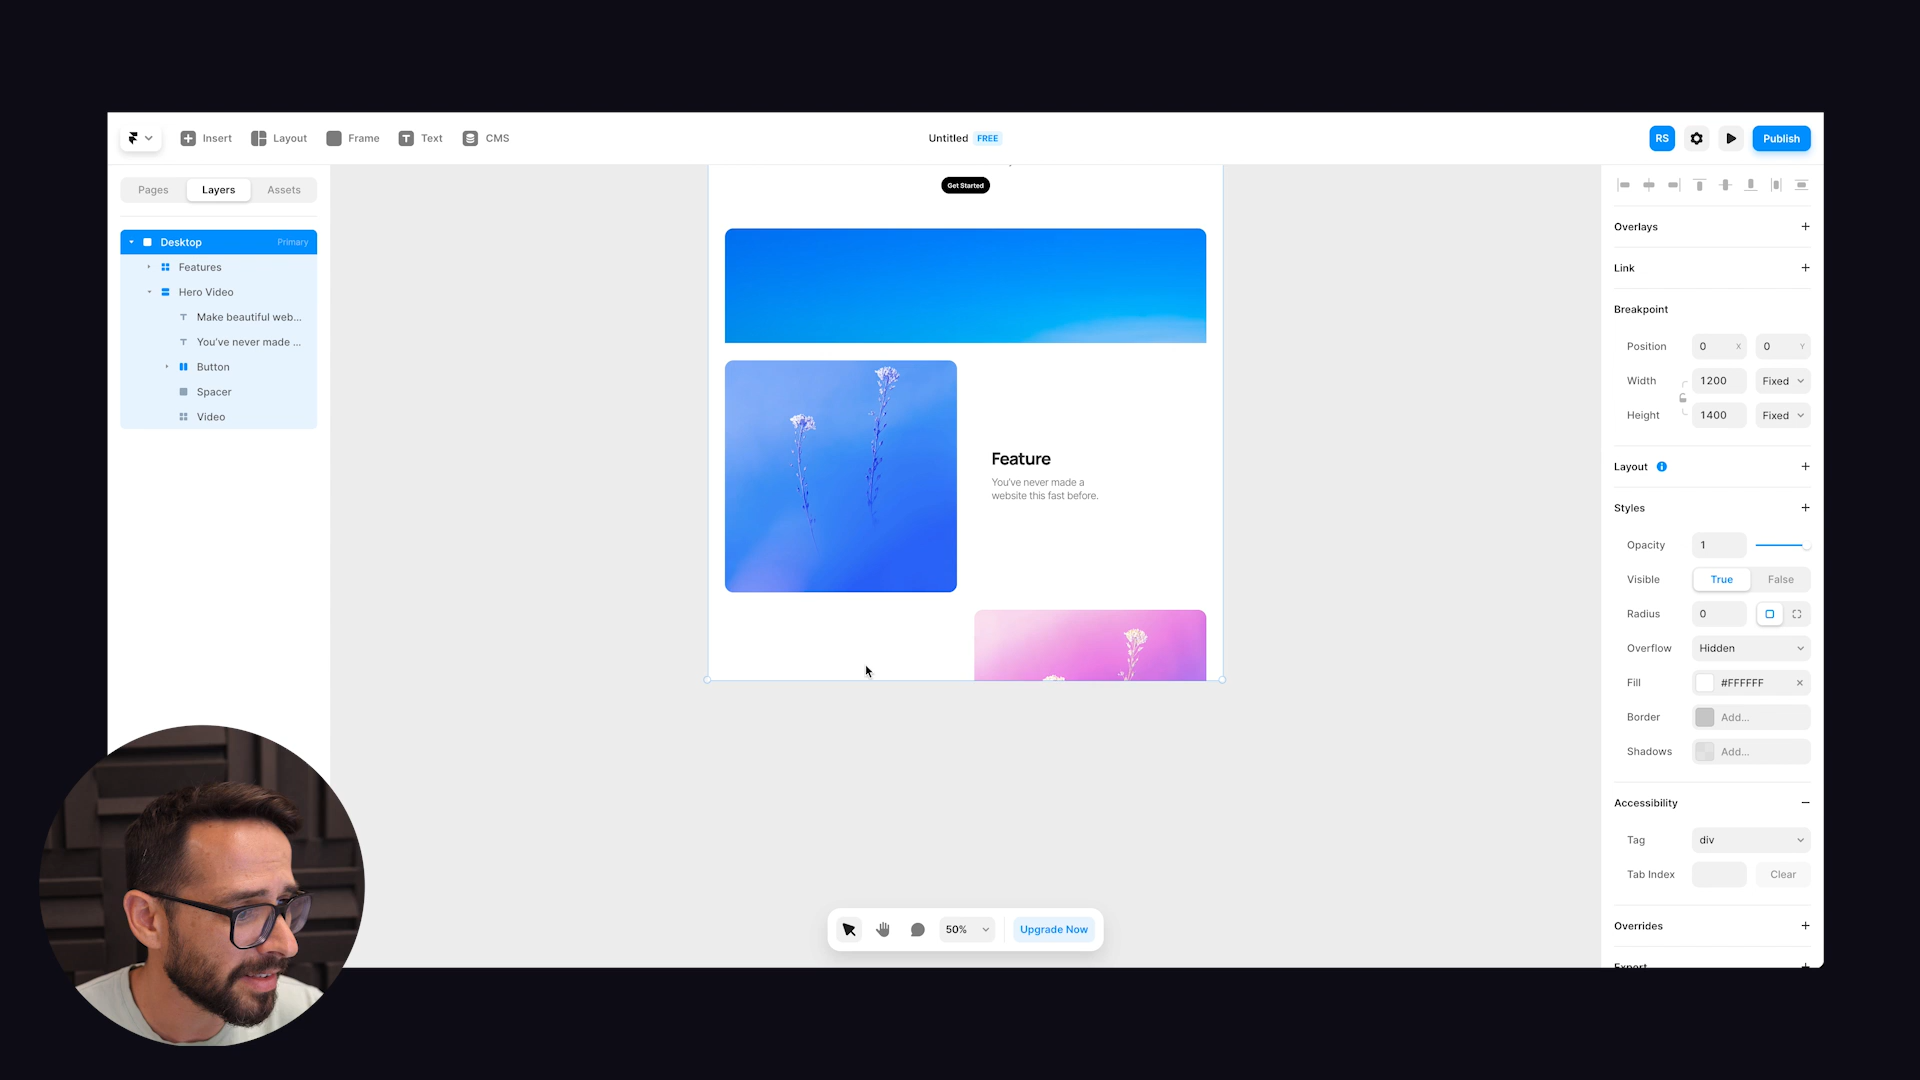 Insert
Layout
Frame
Text
CMS
Untitled
FREE
RS
Publish
Pages
Layers
Assets
Desktop
Primary
Features
Hero Video
Make beautiful web...
You've never made ...
Button
Spacer
Video
Get Started
Feature
You've never made a
website this fast before.
50%
Upgrade Now
Overlays
Link
Breakpoint
Position
0
X
0
Y
Width
1200
Fixed
Height
1400
Fixed
Layout
Styles
Opacity
1
Visible
True
False
Radius
0
Overflow
Hidden
Fill
#FFFFFF
Border
Add...
Shadows
Add...
Accessibility
Tag
div
Tab Index
Clear
Overrides
Export